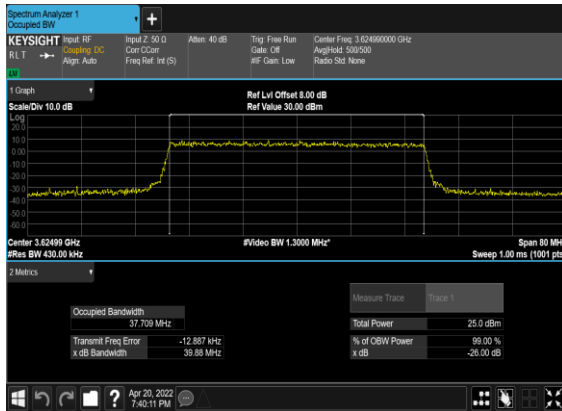 Spectrum Analyzer 1
Occupied BW
KEYSIGHT Input: RF Input Z: 50 Ω Atten: 40 dB Trig: Free Run Center Freq: 3.624990000 GHz
RLT Coupling: DC Corr CCorr Gate: Off Avg|Hold: 500/500
Align: Auto Freq Ref: Int (S) #IF Gain: Low Radio Std: None
1 Graph
Scale/Div 10.0 dB Ref Lvl Offset 8.00 dB
Ref Value 30.00 dBm
Log
20.0
10.0
0.00
-10.0
-20.0
-30.0
-40.0
-50.0
-60.0
Center 3.62499 GHz #Video BW 1.3000 MHz* Span 80 MH
#Res BW 430.00 kHz Sweep 1.00 ms (1001 pts
2 Metrics
Measure Trace Trace 1
Occupied Bandwidth
37.709 MHz Total Power 25.0 dBm
Transmit Freq Error -12.887 kHz % of OBW Power 99.00 %
x dB Bandwidth 39.88 MHz x dB -26.00 dB
? Apr 20, 2022
7:40:11 PM